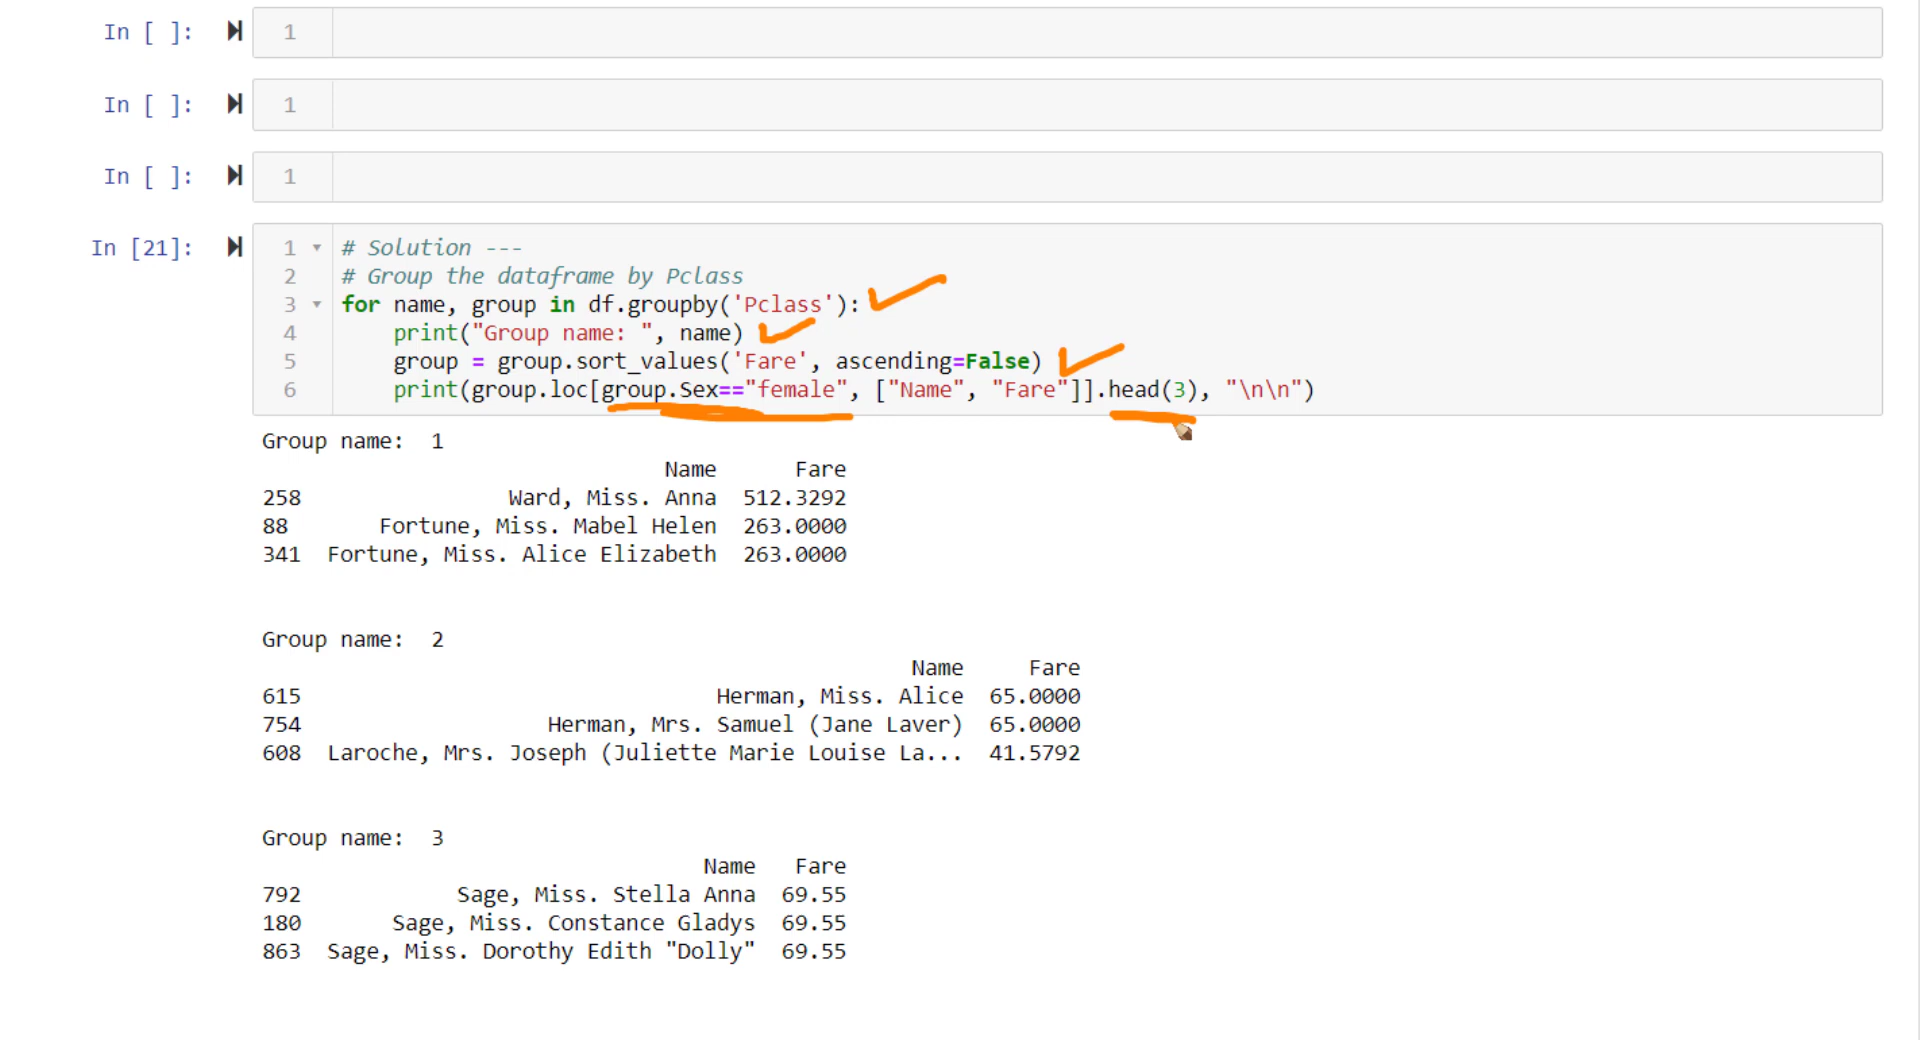 In [ ]: 1
In [ ]: 1
In [ ]: 1
In [21]: 1 # Solution ---
2 # Group the dataframe by Pclass
3 for name, group in df.groupby('Pclass'):
4 print("Group name: ", name)
5 group = group.sort_values('Fare', ascending=False)
6 print(group.loc[group.Sex=="female", ["Name", "Fare"]].head(3), "\n\n")
Group name: 1
Name Fare
258 Ward, Miss. Anna 512.3292
88 Fortune, Miss. Mabel Helen 263.0000
341 Fortune, Miss. Alice Elizabeth 263.0000
Group name: 2
Name Fare
615 Herman, Miss. Alice 65.0000
754 Herman, Mrs. Samuel (Jane Laver) 65.0000
608 Laroche, Mrs. Joseph (Juliette Marie Louise La... 41.5792
Group name: 3
Name Fare
792 Sage, Miss. Stella Anna 69.55
180 Sage, Miss. Constance Gladys 69.55
863 Sage, Miss. Dorothy Edith "Dolly" 69.55